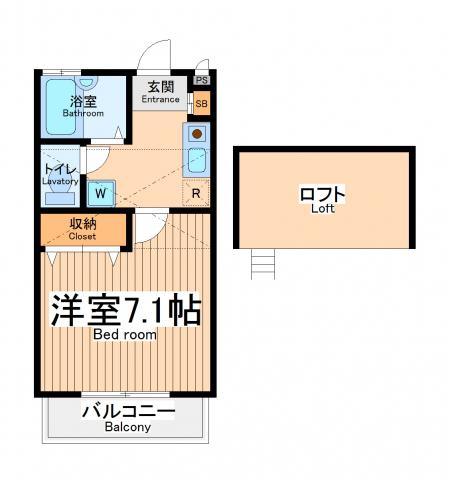 玄関
Entrance
PS
SB
浴室
Bathroom
トイレ
Lavatory
W
R
収納
Closet
洋室7.1帖
Bed room
バルコニー
Balcony
ロフト
Loft